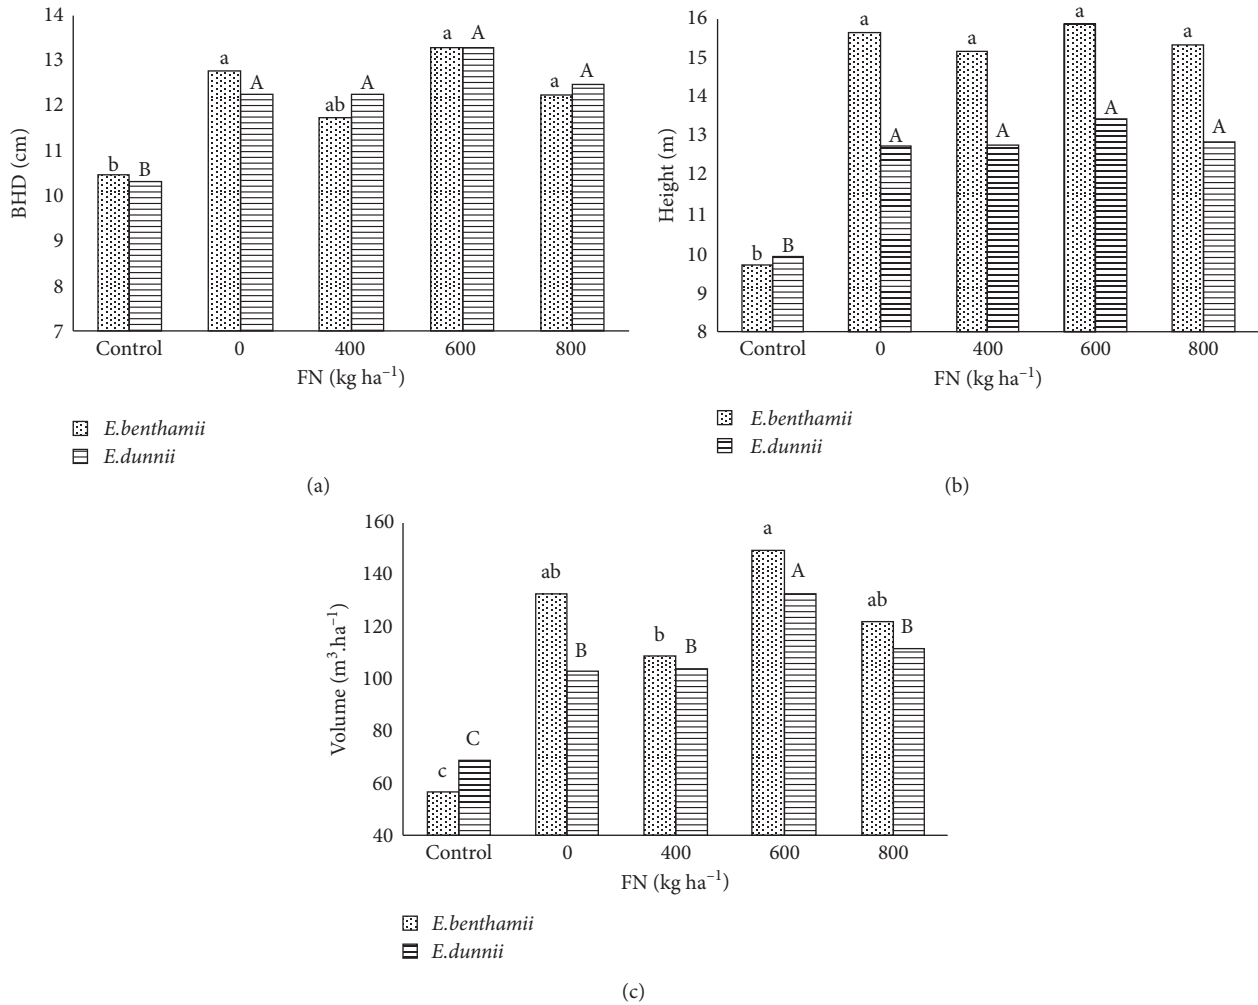 14
13
12
11
10
9
8
7
BHD (cm)
b B
a A
ab A
a A
a A
Control 0 400 600 800
FN (kg ha⁻¹)
E.benthamii
E.dunnii
(a)
16
15
14
13
12
11
10
9
8
Height (m)
b B
a A
a A
a A
a A
Control 0 400 600 800
FN (kg ha⁻¹)
E.benthamii
E.dunnii
(b)
160
140
120
100
80
60
40
Volume (m³.ha⁻¹)
c C
ab B
b B
a A
ab B
Control 0 400 600 800
FN (kg ha⁻¹)
E.benthamii
E.dunnii
(c)